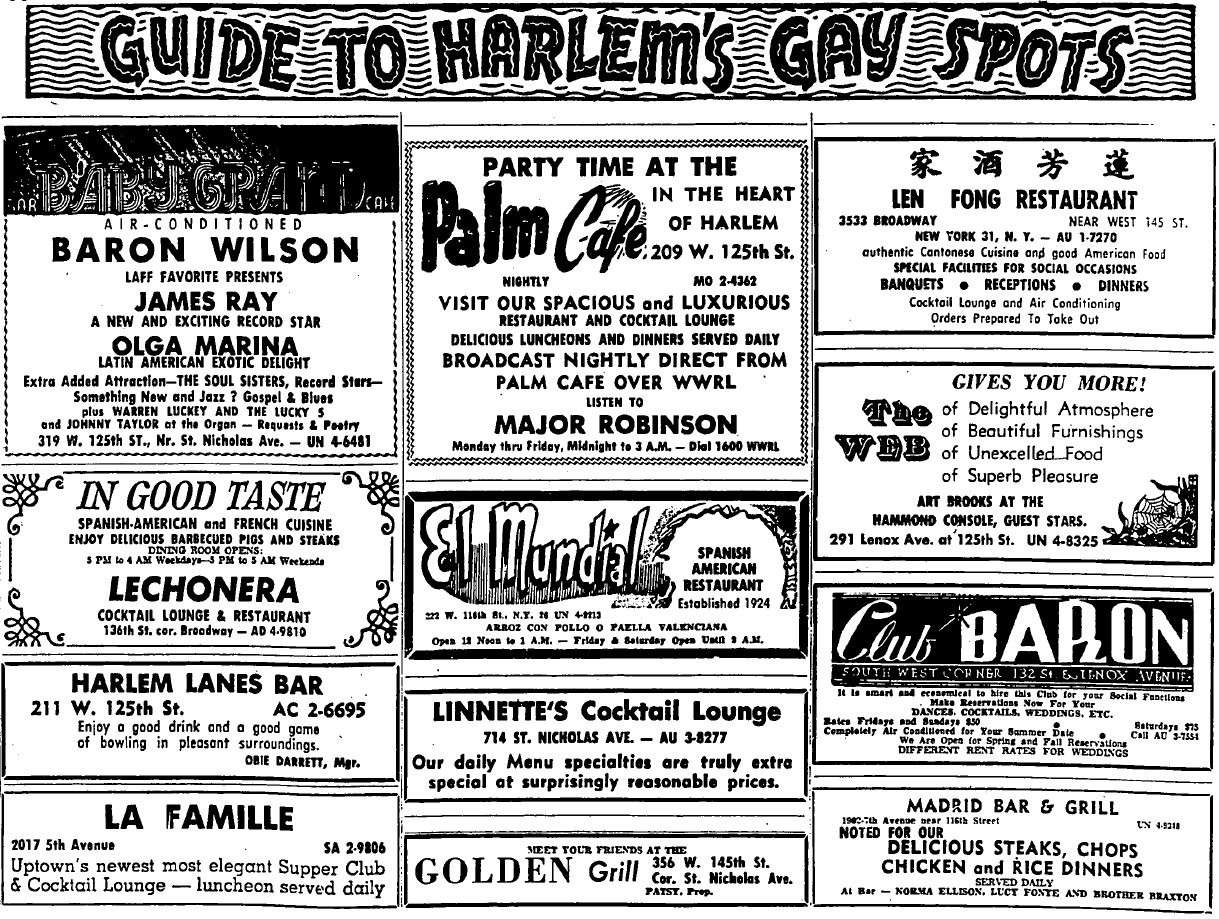 GUIDE TO HARLEM'S GAY SPOTS
BAR BABY GRAND CAFE
AIR-CONDITIONED
BARON WILSON
LAFF FAVORITE PRESENTS
JAMES RAY
A NEW AND EXCITING RECORD STAR
OLGA MARINA
LATIN AMERICAN EXOTIC DELIGHT
Extra Added Attraction—THE SOUL SISTERS, Record Stars—
Something New and Jazz ? Gospel & Blues
plus WARREN LUCKEY AND THE LUCKY 5
and JOHNNY TAYLOR at the Organ — Requests & Poetry
319 W. 125th ST., Nr. St. Nicholas Ave. — UN 4-6481
IN GOOD TASTE
SPANISH-AMERICAN and FRENCH CUISINE
ENJOY DELICIOUS BARBECUED PIGS AND STEAKS
DINING ROOM OPENS:
5 PM to 4 AM Weekdays—5 PM to 5 AM Weekends
LECHONERA
COCKTAIL LOUNGE & RESTAURANT
136th St. cor. Broadway — AD 4-9810
HARLEM LANES BAR
211 W. 125th St. AC 2-6695
Enjoy a good drink and a good game
of bowling in pleasant surroundings.
OBIE DARRETT, Mgr.
LA FAMILLE
2017 5th Avenue SA 2-9806
Uptown's newest most elegant Supper Club
& Cocktail Lounge — luncheon served daily
PARTY TIME AT THE
Palm Cafe
IN THE HEART
OF HARLEM
209 W. 125th St.
NIGHTLY MO 2-4362
VISIT OUR SPACIOUS and LUXURIOUS
RESTAURANT AND COCKTAIL LOUNGE
DELICIOUS LUNCHEONS AND DINNERS SERVED DAILY
BROADCAST NIGHTLY DIRECT FROM
PALM CAFE OVER WWRL
LISTEN TO
MAJOR ROBINSON
Monday thru Friday, Midnight to 3 A.M. — Dial 1600 WWRL
El Mundial
SPANISH
AMERICAN
RESTAURANT
Established 1924
222 W. 116th St., N.Y. 26 UN 4-9213
ARROZ CON POLLO O PAELLA VALENCIANA
Open 12 Noon to 1 A.M. — Friday & Saturday Open Until 2 A.M.
LINNETTE'S Cocktail Lounge
714 ST. NICHOLAS AVE. — AU 3-8277
Our daily Menu specialties are truly extra
special at surprisingly reasonable prices.
MEET YOUR FRIENDS AT THE
GOLDEN Grill
356 W. 145th St.
Cor. St. Nicholas Ave.
PATSY, Prop.
家 酒 芳 蓮
LEN FONG RESTAURANT
3533 BROADWAY NEAR WEST 145 ST.
NEW YORK 31, N. Y. — AU 1-7270
authentic Cantonese Cuisine and good American Food
SPECIAL FACILITIES FOR SOCIAL OCCASIONS
BANQUETS ● RECEPTIONS ● DINNERS
Cocktail Lounge and Air Conditioning
Orders Prepared To Take Out
GIVES YOU MORE!
The WEB
of Delightful Atmosphere
of Beautiful Furnishings
of Unexcelled Food
of Superb Pleasure
ART BROOKS AT THE
HAMMOND CONSOLE, GUEST STARS.
291 Lenox Ave. at 125th St. UN 4-8325
Club BARON
SOUTH WEST CORNER 132 St. & LENOX AVENUE
It is smart and economical to hire this Club for your Social Functions
Make Reservations Now For Your
DANCES, COCKTAILS, WEDDINGS, ETC.
Rates Fridays and Sundays $50 ● Saturdays $75
Completely Air Conditioned for Your Summer Date ● Call AU 3-7551
We Are Open for Spring and Fall Reservations
DIFFERENT RENT RATES FOR WEDDINGS
MADRID BAR & GRILL
1902-7th Avenue near 116th Street UN 4-9248
NOTED FOR OUR
DELICIOUS STEAKS, CHOPS
CHICKEN and RICE DINNERS
SERVED DAILY
At Bar — NORMA ELLISON, LUCY FONTE AND BROTHER BRAXTON